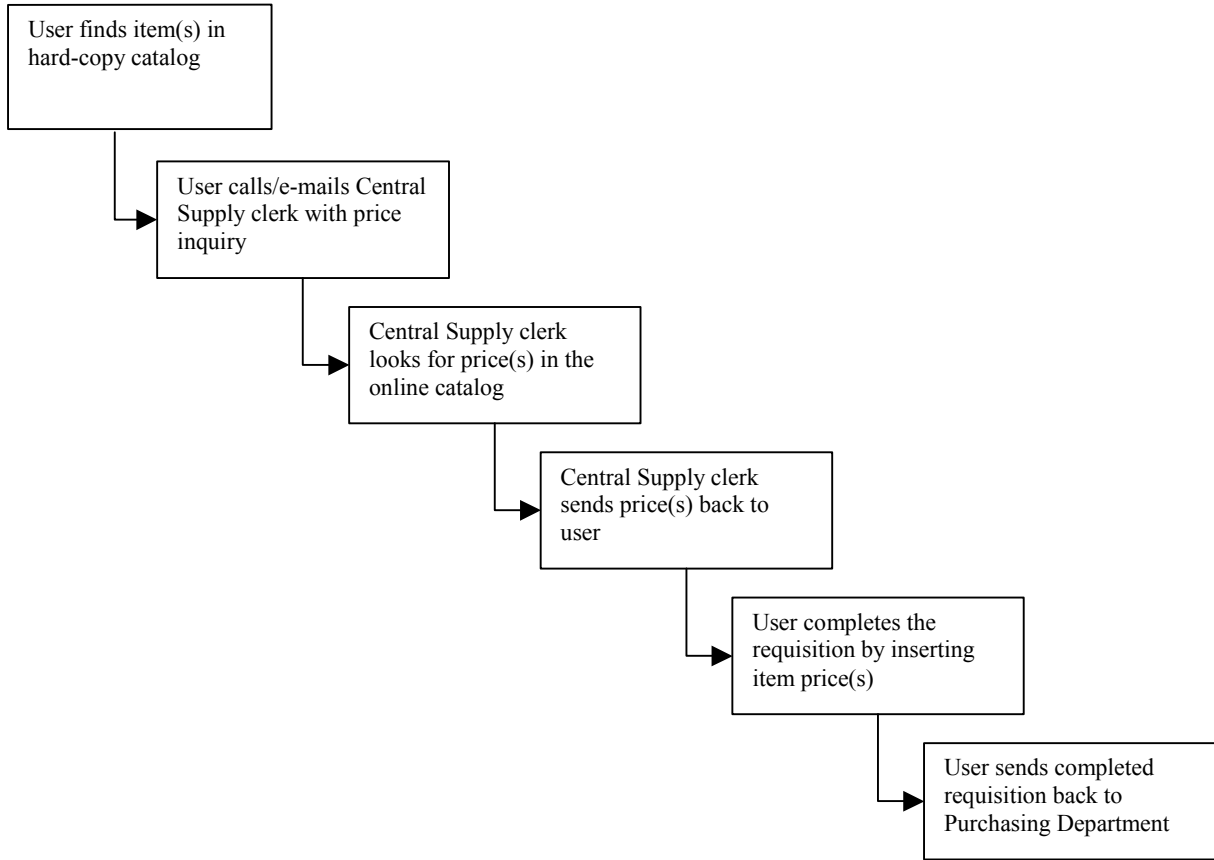 User finds item(s) in
hard-copy catalog
User calls/e-mails Central
Supply clerk with price
inquiry
Central Supply clerk
looks for price(s) in the
online catalog
Central Supply clerk
sends price(s) back to
user
User completes the
requisition by inserting
item price(s)
User sends completed
requisition back to
Purchasing Department